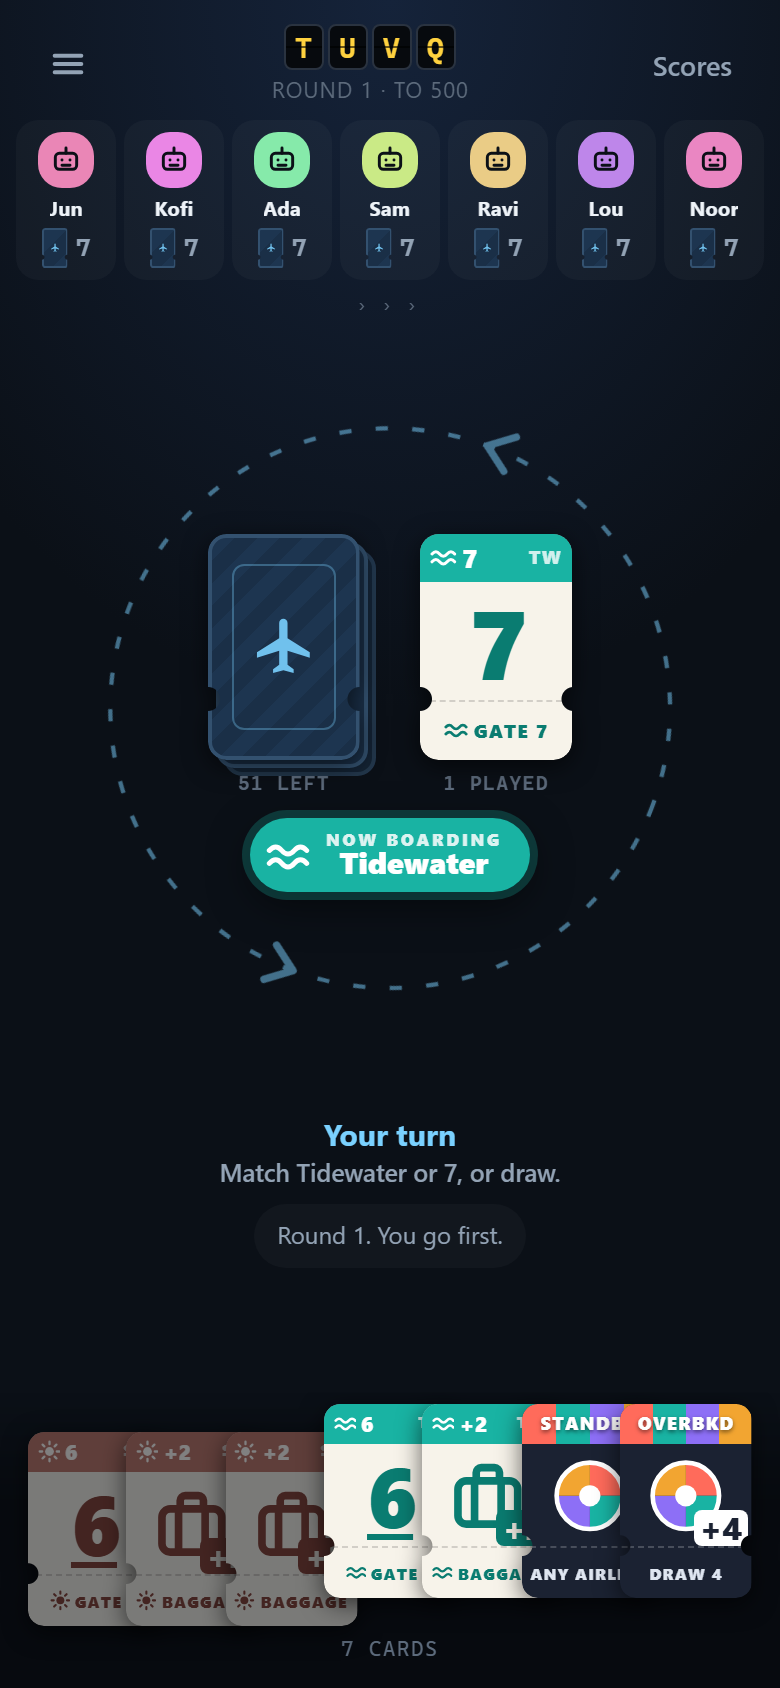 TUVQ
ROUND 1 · TO 500
Scores
Jun
Kofi
Ada
Sam
Ravi
Lou
Noor
7
7
7
7
7
7
7
7 TW
7
GATE 7
51 LEFT
1 PLAYED
NOW BOARDING
Tidewater
Your turn
Match Tidewater or 7, or draw.
Round 1. You go first.
6
+2
+2
6
+2
STANDB
OVERBKD
6
6
+4
GATE
BAGGA
BAGGAGE
GATE
BAGGA
ANY AIRLI
DRAW 4
7 CARDS